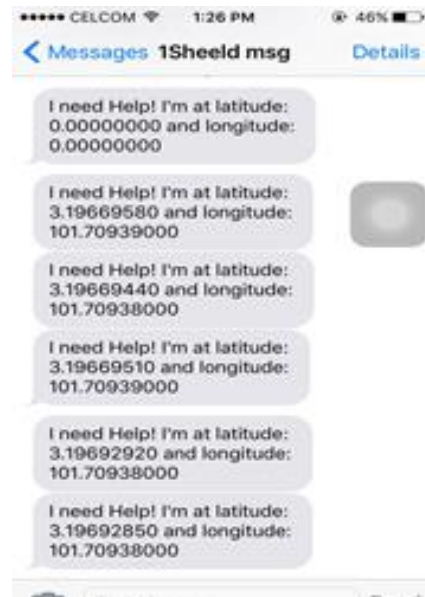 CELCOM 1:26 PM 46%
Messages 1Sheeld msg Details
I need Help! I'm at latitude:
0.00000000 and longitude:
0.00000000
I need Help! I'm at latitude:
3.19669580 and longitude:
101.70939000
I need Help! I'm at latitude:
3.19669440 and longitude:
101.70938000
I need Help! I'm at latitude:
3.19669510 and longitude:
101.70939000
I need Help! I'm at latitude:
3.19692920 and longitude:
101.70938000
I need Help! I'm at latitude:
3.19692850 and longitude:
101.70938000